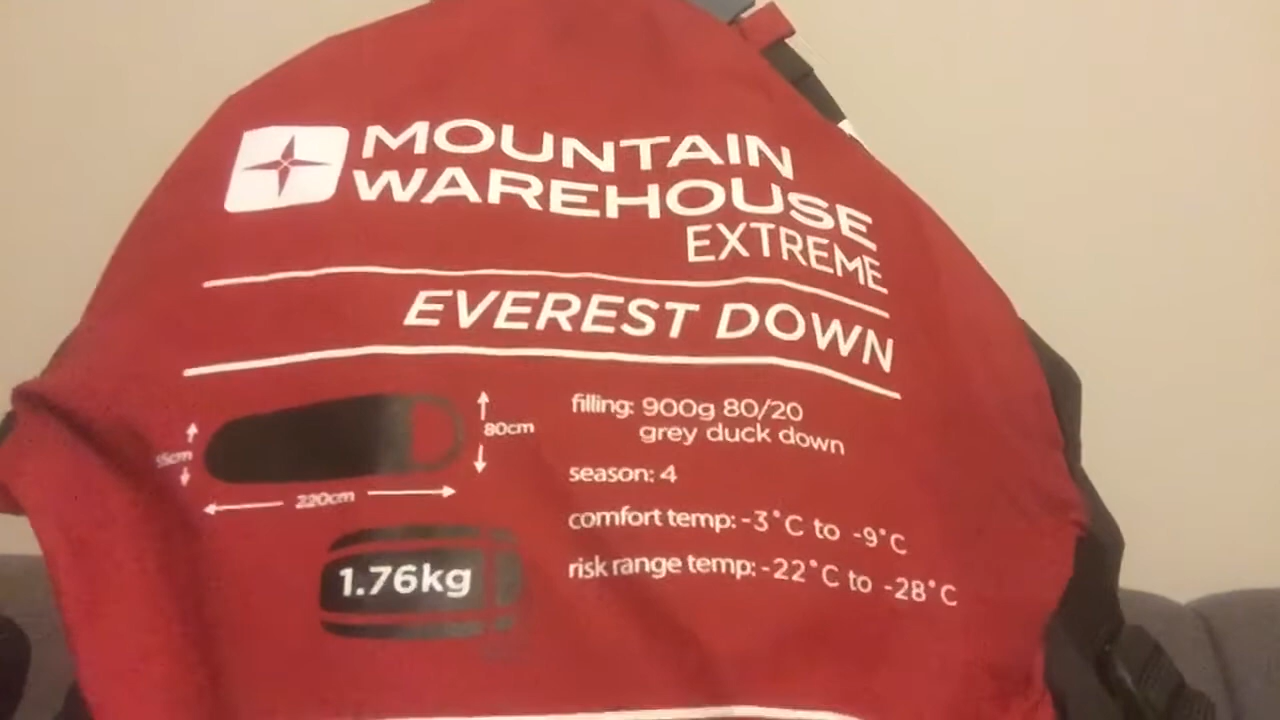 MOUNTAIN
WAREHOUSE
EXTREME
EVEREST DOWN
filling: 900g 80/20
grey duck down
season: 4
comfort temp: -3°C to -9°C
risk range temp: -22°C to -28°C
80cm
55cm
220cm
1.76kg